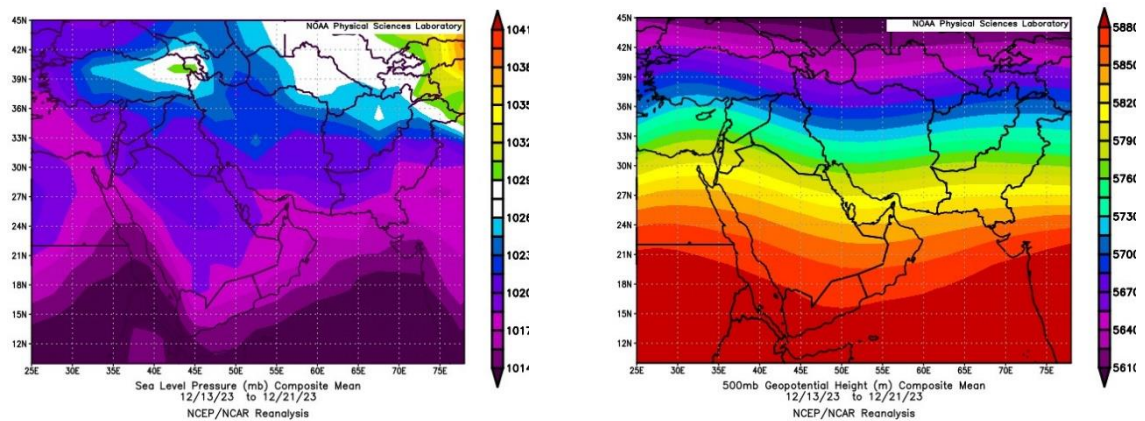 NOAA Physical Sciences Laboratory
45N
42N
39N
36N
33N
30N
27N
24N
21N
18N
15N
12N
25E 30E 35E 40E 45E 50E 55E 60E 65E 70E 75E
1041
1038
1035
1032
1029
1026
1023
1020
1017
1014
Sea Level Pressure (mb) Composite Mean
12/13/23 to 12/21/23
NCEP/NCAR Reanalysis
NOAA Physical Sciences Laboratory
45N
42N
39N
36N
33N
30N
27N
24N
21N
18N
15N
12N
25E 30E 35E 40E 45E 50E 55E 60E 65E 70E 75E
5880
5850
5820
5790
5760
5730
5700
5670
5640
5610
500mb Geopotential Height (m) Composite Mean
12/13/23 to 12/21/23
NCEP/NCAR Reanalysis